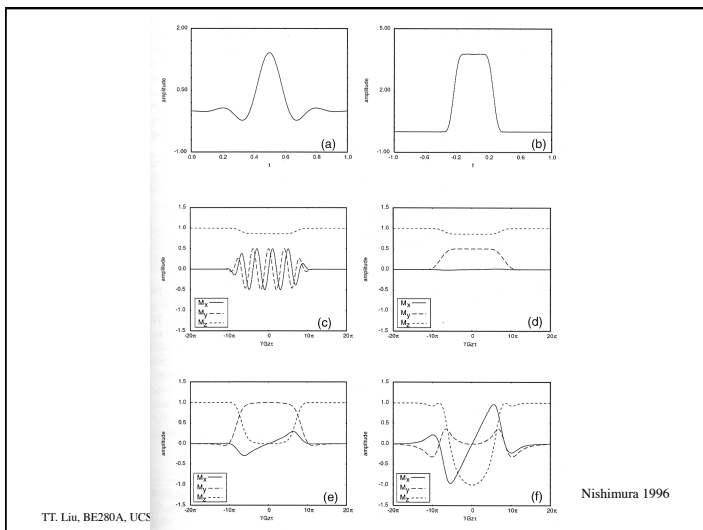 2.00
0.50
-1.00
amplitude
0.0 0.2 0.4 0.6 0.8 1.0
t
(a)
5.00
2.00
-1.00
amplitude
-1.0 -0.6 -0.2 0.2 0.6 1.0
f
(b)
1.5
1.0
0.5
0.0
-0.5
-1.0
-1.5
amplitude
-20π -10π 0 10π 20π
γGzτ
Mx
My
Mz
(c)
1.5
1.0
0.5
0.0
-0.5
-1.0
-1.5
amplitude
-20π -10π 0 10π 20π
γGzτ
Mx
My
Mz
(d)
1.5
1.0
0.5
0.0
-0.5
-1.0
-1.5
amplitude
-20π -10π 0 10π 20π
γGzτ
Mx
My
Mz
(e)
1.5
1.0
0.5
0.0
-0.5
-1.0
-1.5
amplitude
-20π -10π 0 10π 20π
γGzτ
Mx
My
Mz
(f)
Nishimura 1996
TT. Liu, BE280A, UCS